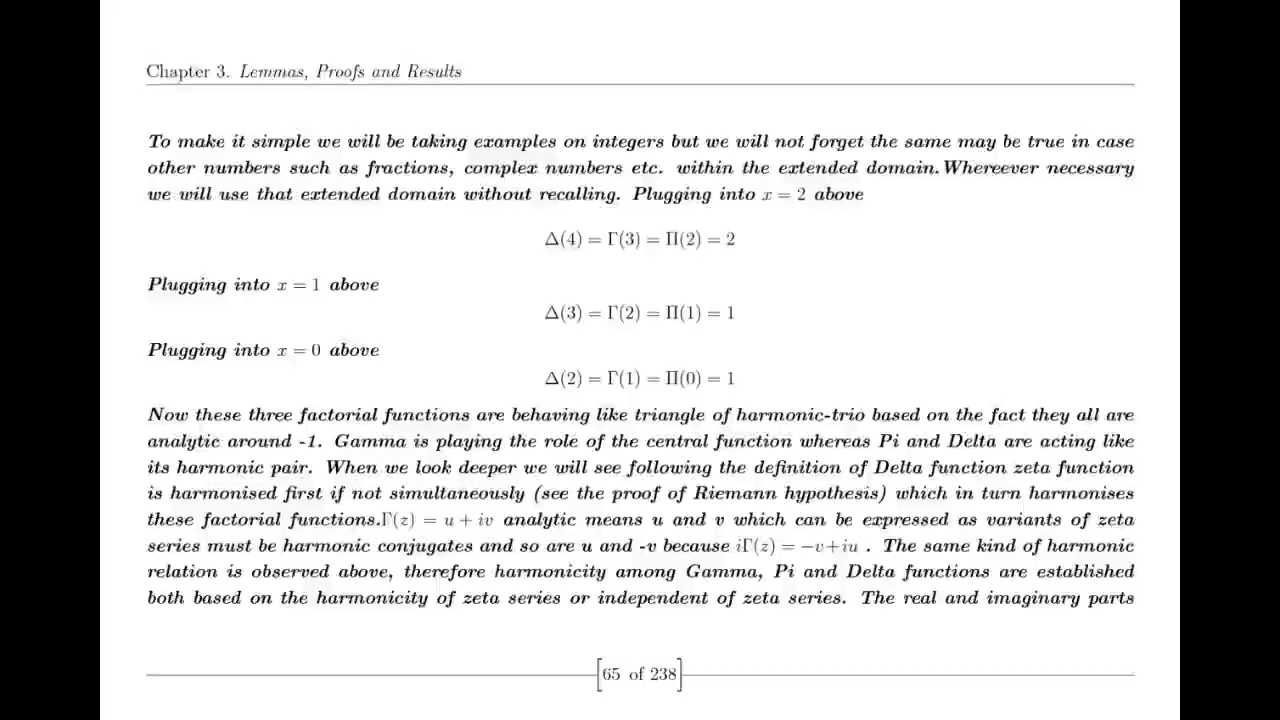 Chapter 3. Lemmas, Proofs and Results
To make it simple we will be taking examples on integers but we will not forget the same may be true in case
other numbers such as fractions, complex numbers etc. within the extended domain.Whereever necessary
we will use that extended domain without recalling. Plugging into x = 2 above
Δ(4) = Γ(3) = Π(2) = 2
Plugging into x = 1 above
Δ(3) = Γ(2) = Π(1) = 1
Plugging into x = 0 above
Δ(2) = Γ(1) = Π(0) = 1
Now these three factorial functions are behaving like triangle of harmonic-trio based on the fact they all are
analytic around -1. Gamma is playing the role of the central function whereas Pi and Delta are acting like
its harmonic pair. When we look deeper we will see following the definition of Delta function zeta function
is harmonised first if not simultaneously (see the proof of Riemann hypothesis) which in turn harmonises
these factorial functions.Γ(z) = u + iv analytic means u and v which can be expressed as variants of zeta
series must be harmonic conjugates and so are u and -v because iΓ(z) = −v+iu . The same kind of harmonic
relation is observed above, therefore harmonicity among Gamma, Pi and Delta functions are established
both based on the harmonicity of zeta series or independent of zeta series. The real and imaginary parts
[65 of 238]